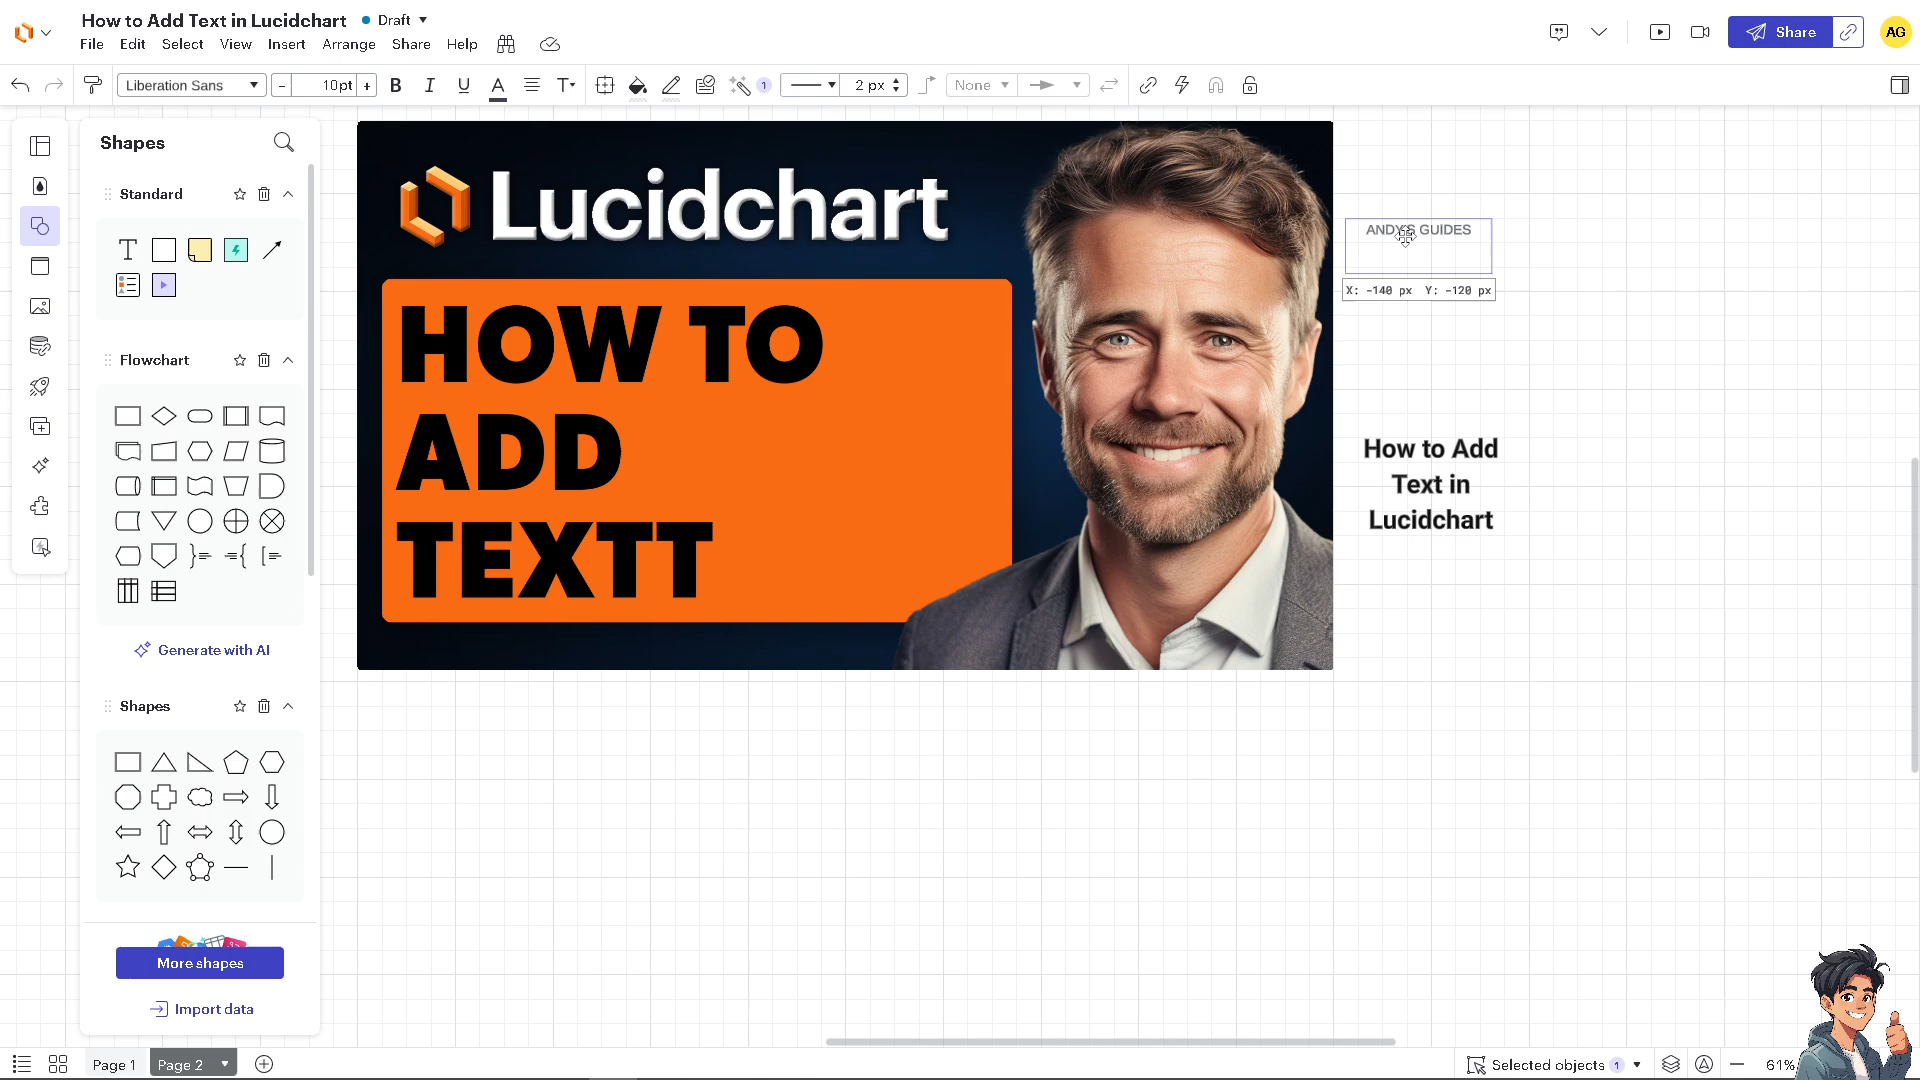 How to Add Text in Lucidchart
Draft
AG
Share
File Edit Select View Insert Arrange Share Help
Liberation Sans
- 10pt +
B I U A T
1
2 px
None
Shapes
Standard
T
Flowchart
Generate with AI
Shapes
More shapes
Import data
Lucidchart
HOW TO
ADD
TEXTT
ANDY'S GUIDES
X: -140 px Y: -120 px
How to Add
Text in
Lucidchart
Page 1
Page 2
Selected objects 1
61%